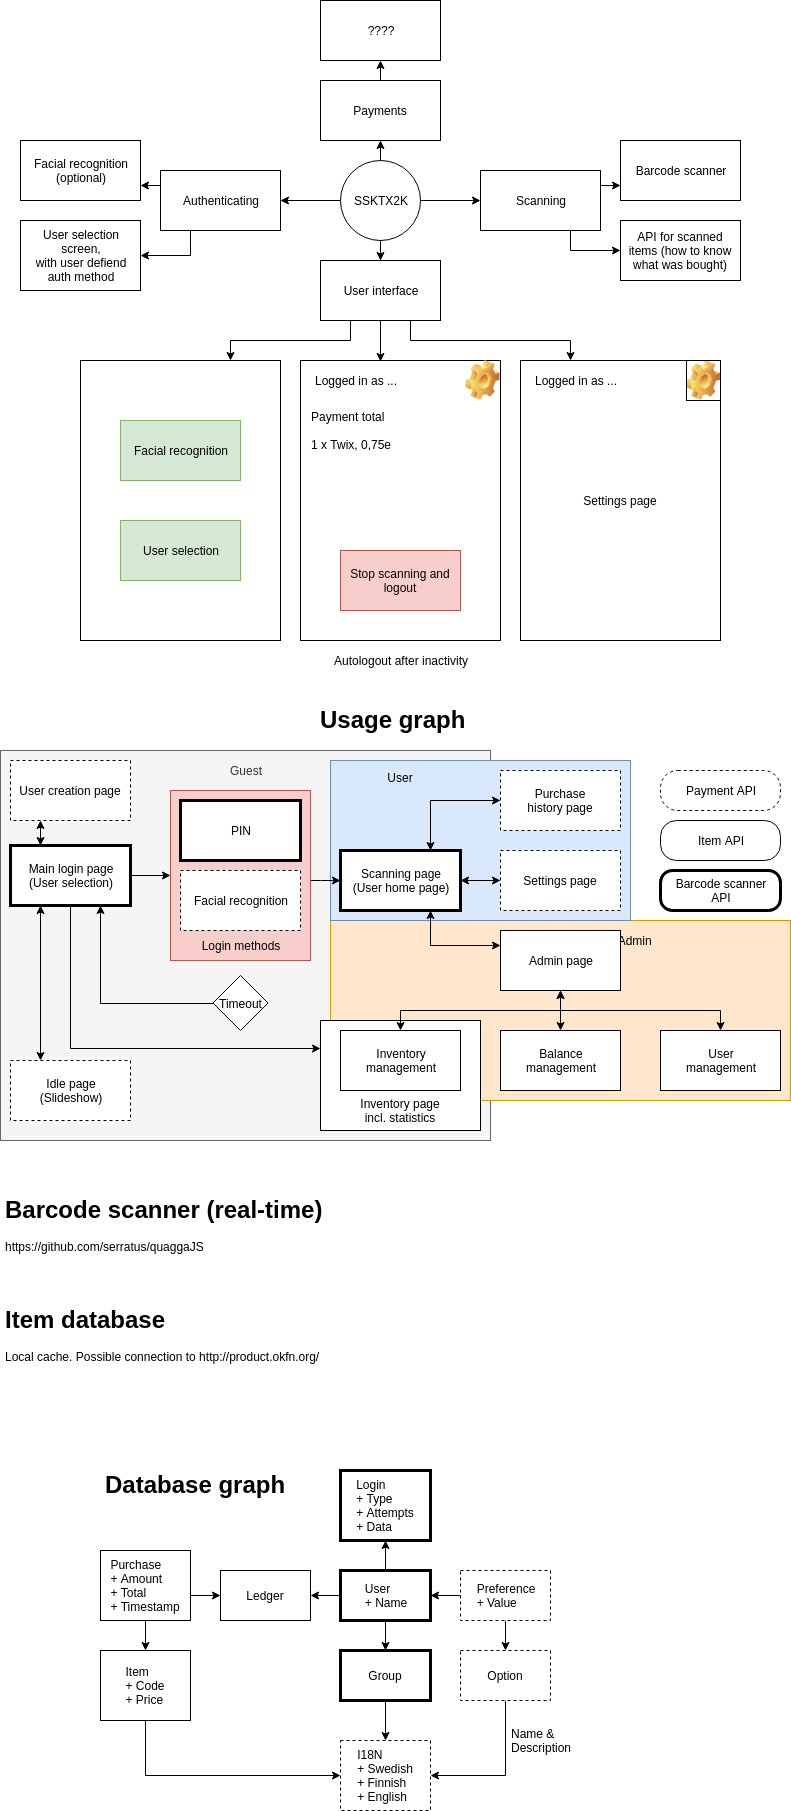 ????
Payments
Facial recognition
(optional)
Authenticating
SSKTX2K
Scanning
Barcode scanner
User selection
screen,
with user defiend
auth method
API for scanned
items (how to know
what was bought)
User interface
Facial recognition
User selection
Logged in as ...
Payment total
1 x Twix, 0,75e
Stop scanning and
logout
Logged in as ...
Settings page
Autologout after inactivity
Usage graph
Guest
User
User creation page
Main login page
(User selection)
PIN
Facial recognition
Login methods
Purchase
history page
Scanning page
(User home page)
Settings page
Payment API
Item API
Barcode scanner
API
Admin
Admin page
Timeout
Idle page
(Slideshow)
Inventory
management
Inventory page
incl. statistics
Balance
management
User
management
Barcode scanner (real-time)
https://github.com/serratus/quaggaJS
Item database
Local cache. Possible connection to http://product.okfn.org/
Database graph
Login
+ Type
+ Attempts
+ Data
Purchase
+ Amount
+ Total
+ Timestamp
Ledger
User
+ Name
Preference
+ Value
Item
+ Code
+ Price
Group
Option
Name &
Description
I18N
+ Swedish
+ Finnish
+ English